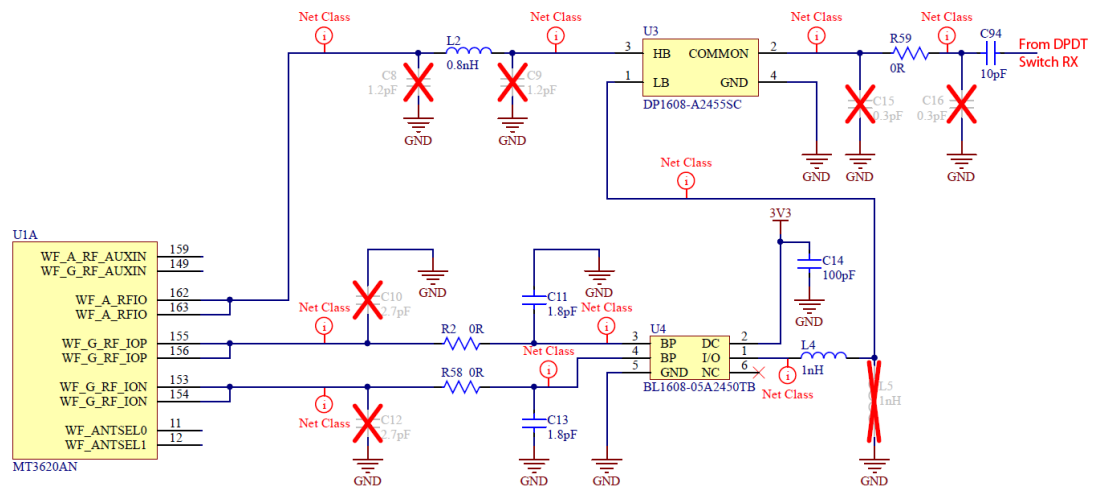 Net Class
Net Class
Net Class
Net Class
L2
0.8nH
C8
1.2pF
C9
1.2pF
GND
GND
U3
3 HB COMMON 2
1 LB GND 4
DP1608-A2455SC
R59
0R
C94
10pF
From DPDT
Switch RX
C15
0.3pF
C16
0.3pF
GND
GND
GND
Net Class
3V3
C14
100pF
GND
U1A
WF_A_RF_AUXIN 159
WF_G_RF_AUXIN 149
WF_A_RFIO 162
WF_A_RFIO 163
WF_G_RF_IOP 155
WF_G_RF_IOP 156
WF_G_RF_ION 153
WF_G_RF_ION 154
WF_ANTSEL0 11
WF_ANTSEL1 12
MT3620AN
GND
GND
C10
2.7pF
C11
1.8pF
Net Class
Net Class
R2 0R
R58 0R
Net Class
Net Class
C12
2.7pF
C13
1.8pF
GND
GND
GND
U4
3 BP DC 2
4 BP I/O 1
5 GND NC 6
BL1608-05A2450TB
L4
1nH
Net Class
L5
1nH
GND